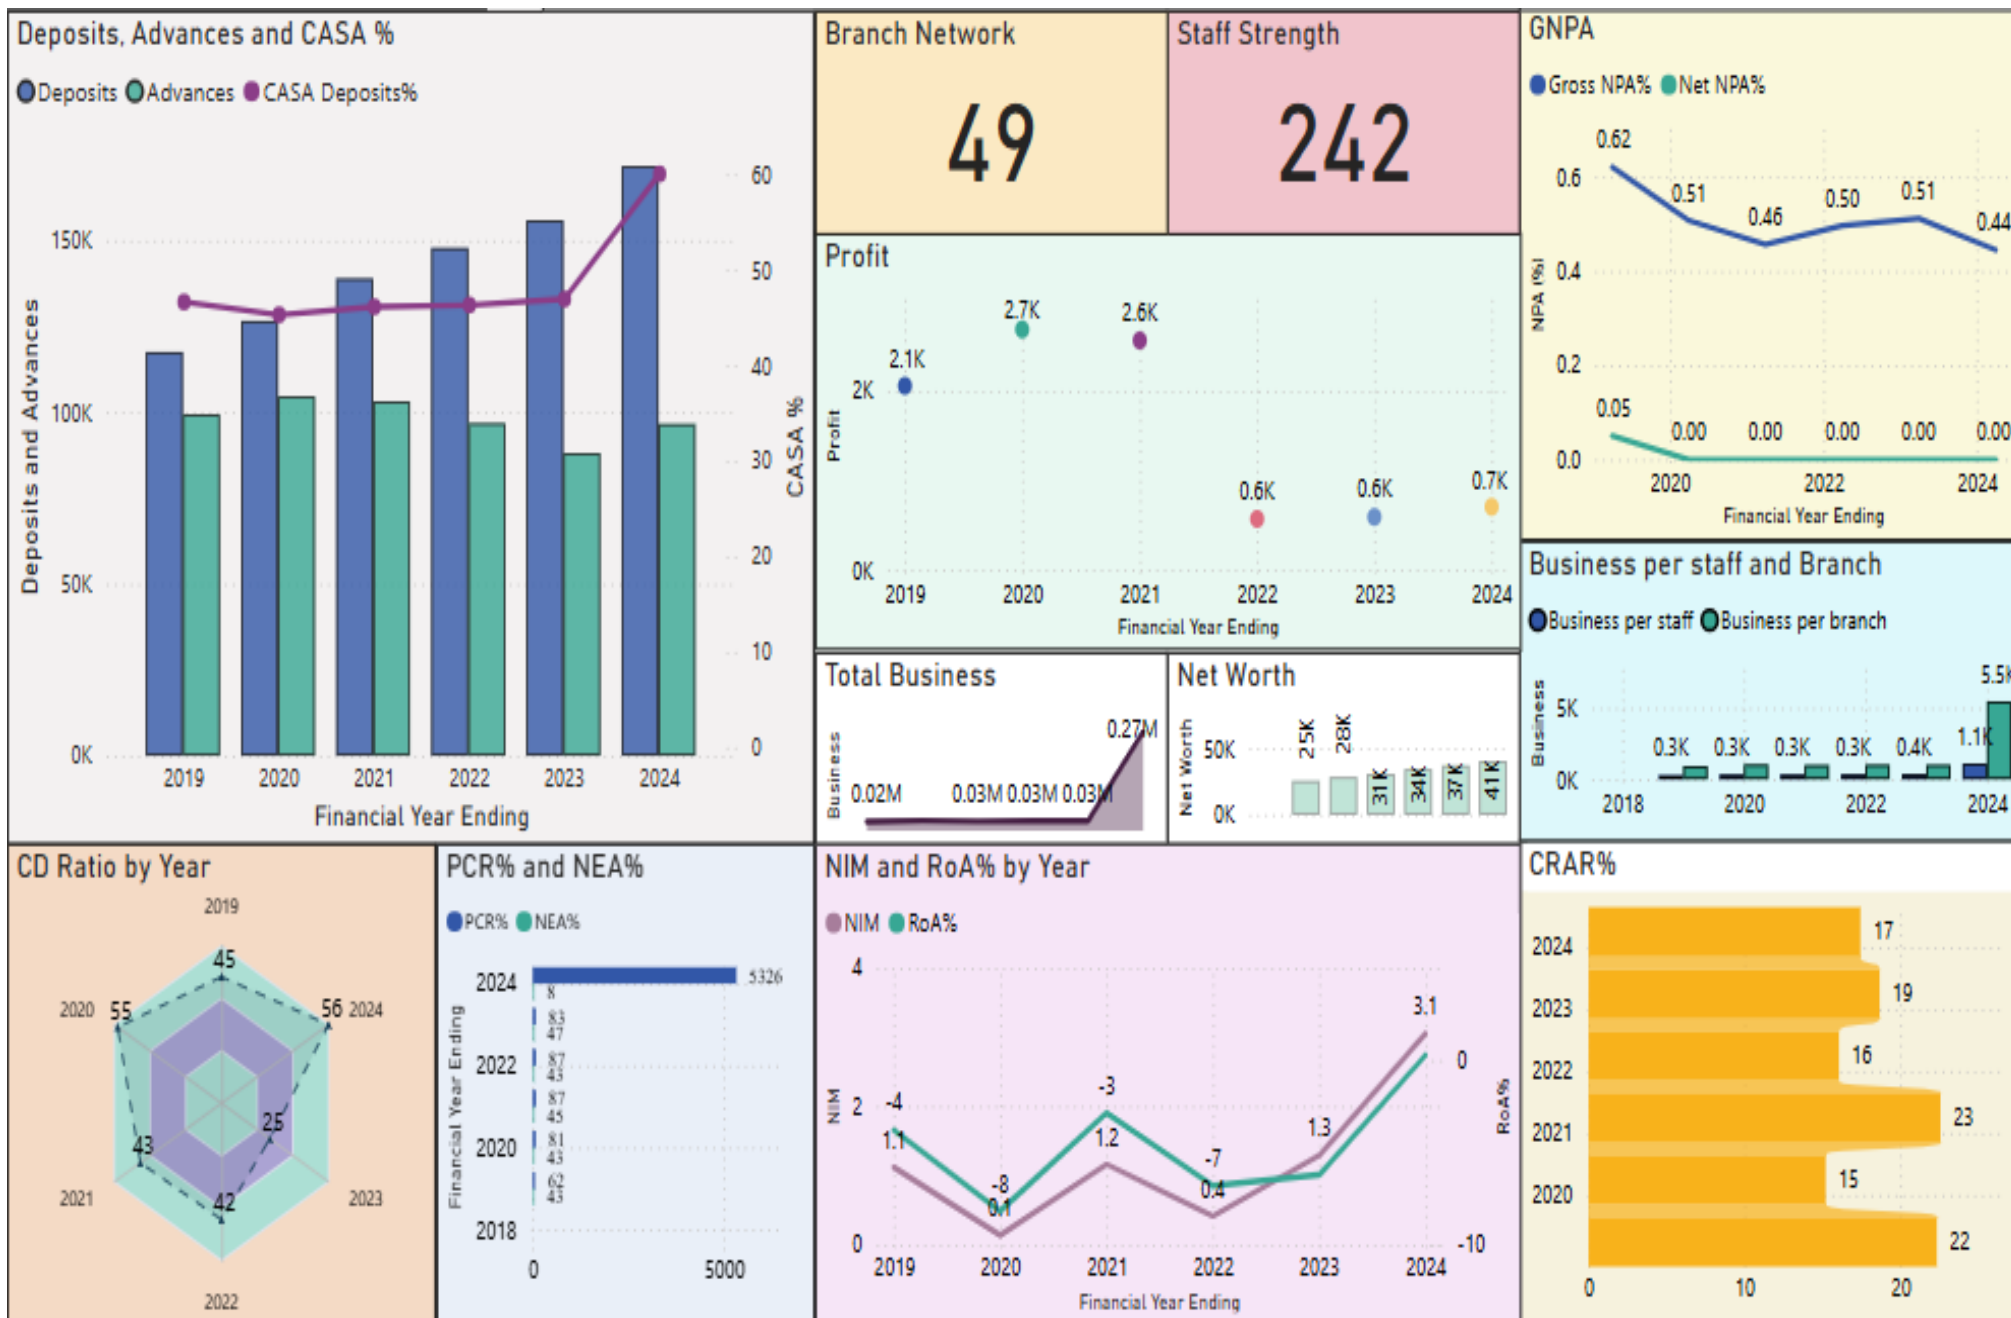 Deposits, Advances and CASA %
Deposits Advances CASA Deposits%
Deposits and Advances
150K
100K
50K
0K
60
50
40
30
20
10
0
CASA %
2019 2020 2021 2022 2023 2024
Financial Year Ending
Branch Network
49
Staff Strength
242
Profit
Profit
2K
0K
2.1K
2.7K
2.6K
0.6K
0.6K
0.7K
2019 2020 2021 2022 2023 2024
Financial Year Ending
GNPA
Gross NPA% Net NPA%
NPA (%)
0.6
0.4
0.2
0.0
0.62 0.51 0.46 0.50 0.51 0.44
0.05 0.00 0.00 0.00 0.00 0.00
2020 2022 2024
Financial Year Ending
Total Business
Business
0.02M 0.03M 0.03M 0.03M 0.27M
Net Worth
Net Worth
50K
0K
25K 28K 31K 34K 37K 41K
Business per staff and Branch
Business per staff Business per branch
Business
5K
0K
0.3K 0.3K 0.3K 0.3K 0.4K 1.1K 5.5K
2018 2020 2022 2024
CD Ratio by Year
2019
45
2020 55 56 2024
43 25
42
2021 2023
2022
PCR% and NEA%
PCR% NEA%
Financial Year Ending
2024 5326
8
83
47
2022 87
43
87
45
2020 81
43
62
43
2018
0 5000
NIM and RoA% by Year
NIM RoA%
NIM
4
2
0
-4 -8 -3 -7
1.1 0.1 1.2 0.4 1.3 3.1
0
-10
RoA%
2019 2020 2021 2022 2023 2024
Financial Year Ending
CRAR%
2024 17
2023 19
2022 16
2021 23
2020 15
22
0 10 20